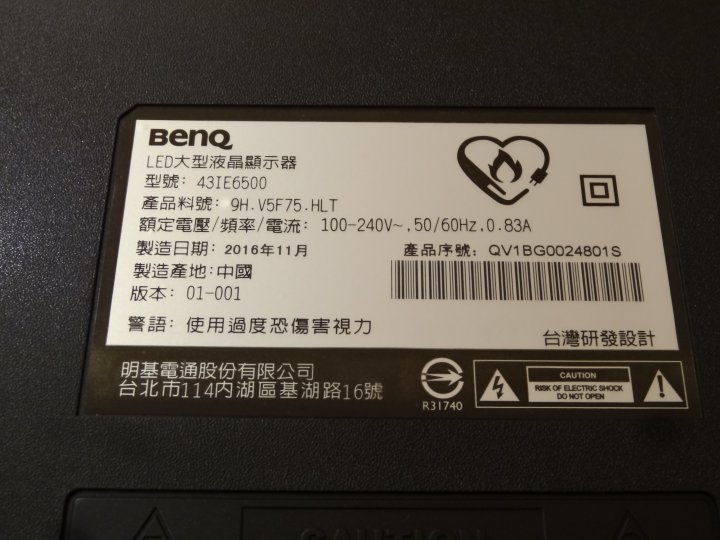 BenQ
LED大型液晶顯示器
型號: 43IE6500
產品料號: 9H.V5F75.HLT
額定電壓/頻率/電流: 100-240V~,50/60Hz.0.83A
製造日期: 2016年11月 產品序號: QV1BG0024801S
製造產地:中國
版本: 01-001
警語: 使用過度恐傷害視力
台灣研發設計
明基電通股份有限公司
台北市114內湖區基湖路16號
R31740
CAUTION
RISK OF ELECTRIC SHOCK
DO NOT OPEN
CAUTION